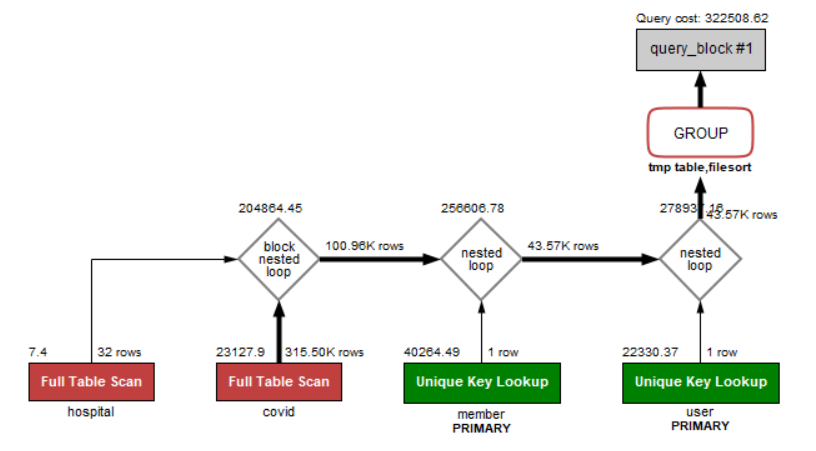 Query cost: 322508.62
query_block #1
GROUP
tmp table,filesort
204864.45
256606.78
278937.16
43.57K rows
block
nested
loop
100.96K rows
nested
loop
43.57K rows
nested
loop
7.4
32 rows
23127.9
315.50K rows
40264.49
1 row
22330.37
1 row
Full Table Scan
Full Table Scan
Unique Key Lookup
Unique Key Lookup
hospital
covid
member
PRIMARY
user
PRIMARY